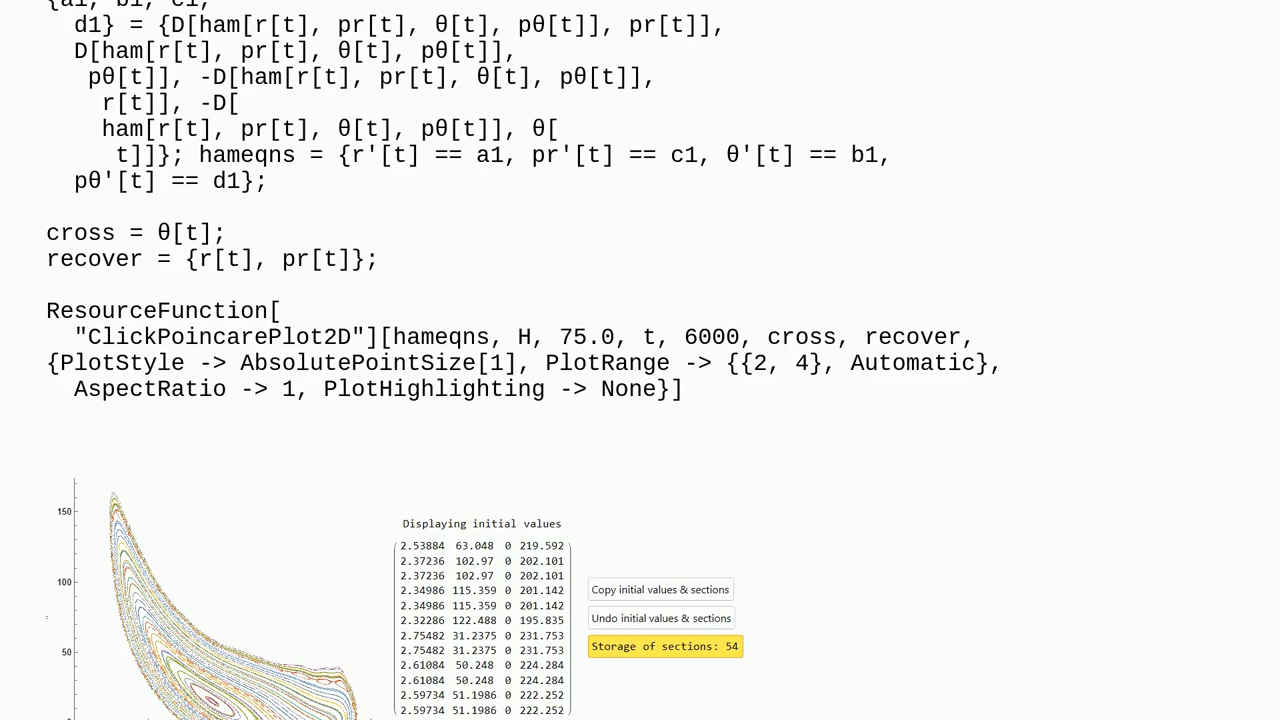 {a1, b1, c1,
d1} = {D[ham[r[t], pr[t], θ[t], pθ[t]], pr[t]],
D[ham[r[t], pr[t], θ[t], pθ[t]],
pθ[t]], -D[ham[r[t], pr[t], θ[t], pθ[t]],
r[t]], -D[
ham[r[t], pr[t], θ[t], pθ[t]], θ[
t]]}; hameqns = {r'[t] == a1, pr'[t] == c1, θ'[t] == b1,
pθ'[t] == d1};
cross = θ[t];
recover = {r[t], pr[t]};
ResourceFunction[
"ClickPoincarePlot2D"][hameqns, H, 75.0, t, 6000, cross, recover,
{PlotStyle -> AbsolutePointSize[1], PlotRange -> {{2, 4}, Automatic},
AspectRatio -> 1, PlotHighlighting -> None}]
150
100
50
Displaying initial values
2.53884 63.048 0 219.592
2.37236 102.97 0 202.101
2.37236 102.97 0 202.101
2.34986 115.359 0 201.142
2.34986 115.359 0 201.142
2.32286 122.488 0 195.835
2.75482 31.2375 0 231.753
2.75482 31.2375 0 231.753
2.61084 50.248 0 224.284
2.61084 50.248 0 224.284
2.59734 51.1986 0 222.252
2.59734 51.1986 0 222.252
Copy initial values & sections
Undo initial values & sections
Storage of sections: 54